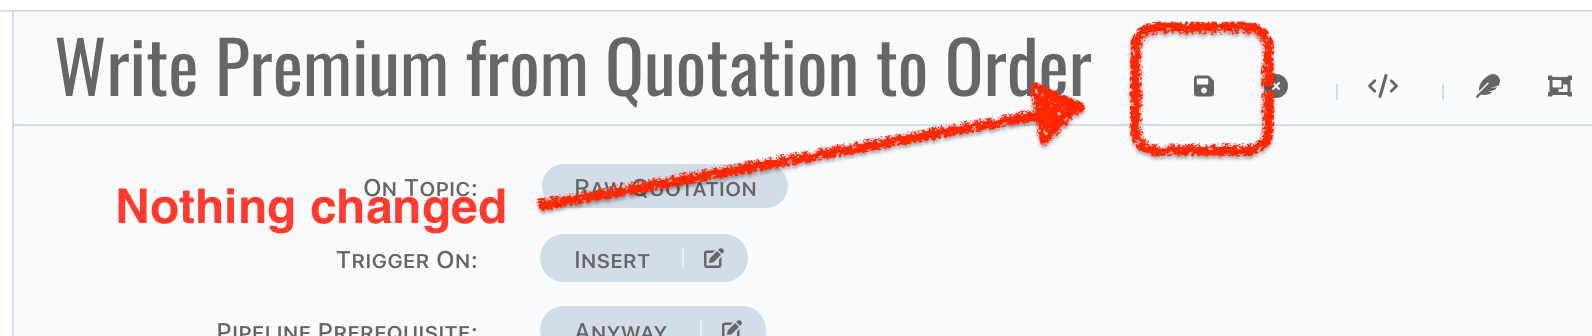 Write Premium from Quotation to Order
On Topic: Raw Quotation
Nothing changed
Trigger On: Insert
Pipeline Prerequisite: Anyway